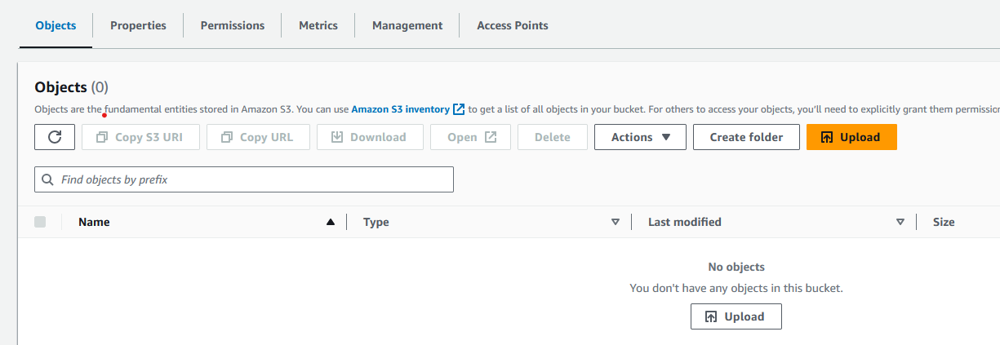 Objects Properties Permissions Metrics Management Access Points
Objects (0)
Objects are the fundamental entities stored in Amazon S3. You can use Amazon S3 inventory to get a list of all objects in your bucket. For others to access your objects, you'll need to explicitly grant them permission
Copy S3 URI Copy URL Download Open Delete Actions Create folder Upload
Find objects by prefix
Name Type Last modified Size
No objects
You don't have any objects in this bucket.
Upload